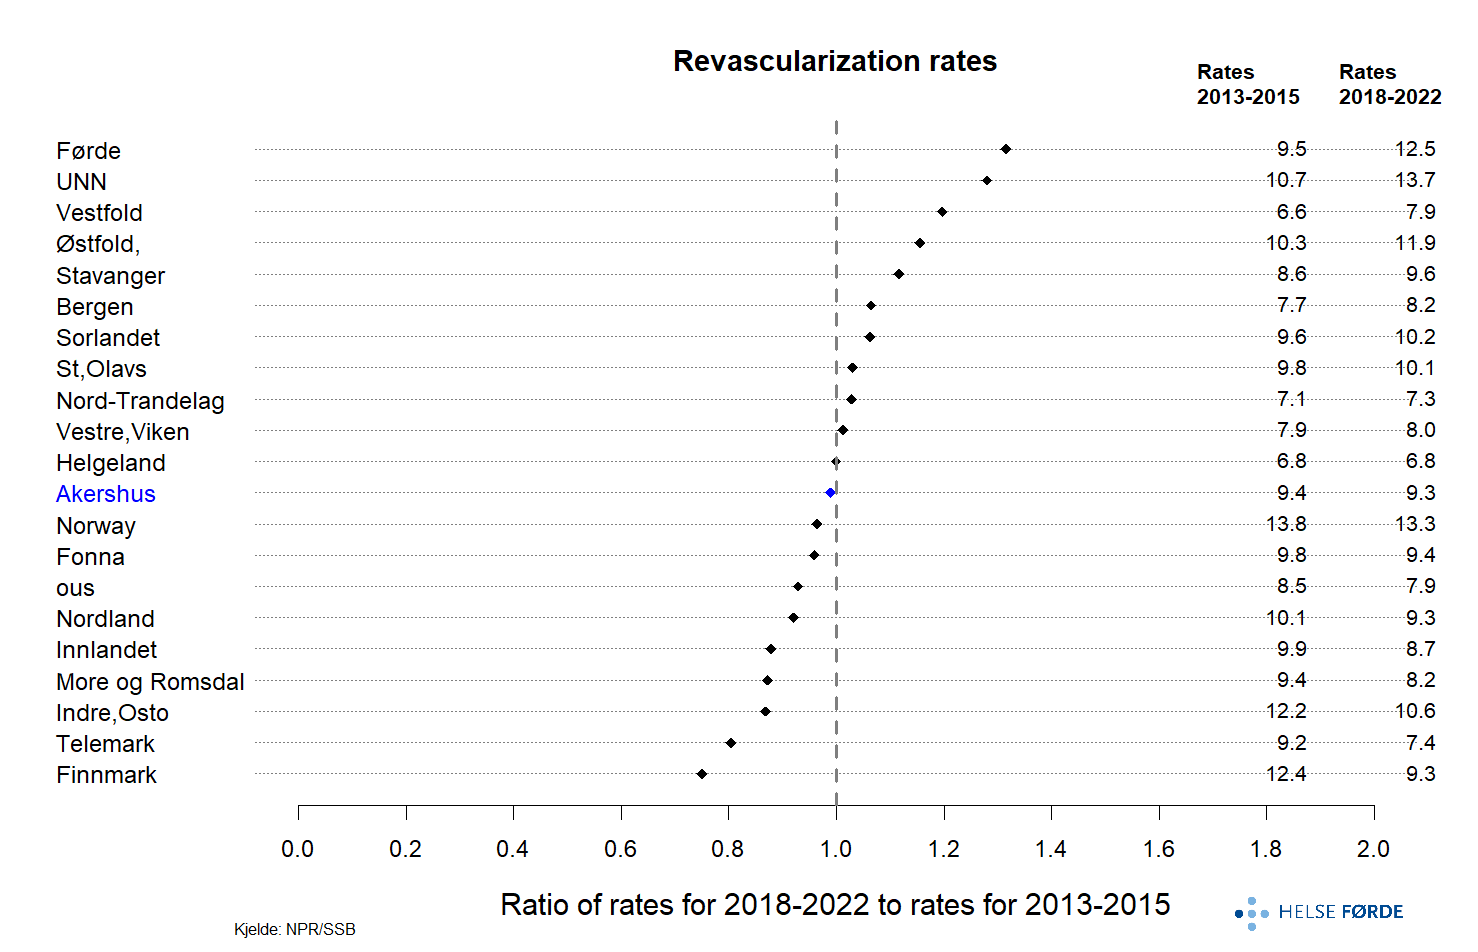 Revascularization rates
Rates Rates
2013-2015 2018-2022
Førde 9.5 12.5
UNN 10.7 13.7
Vestfold 6.6 7.9
Østfold, 10.3 11.9
Stavanger 8.6 9.6
Bergen 7.7 8.2
Sorlandet 9.6 10.2
St,Olavs 9.8 10.1
Nord-Trandelag 7.1 7.3
Vestre,Viken 7.9 8.0
Helgeland 6.8 6.8
Akershus 9.4 9.3
Norway 13.8 13.3
Fonna 9.8 9.4
ous 8.5 7.9
Nordland 10.1 9.3
Innlandet 9.9 8.7
More og Romsdal 9.4 8.2
Indre,Osto 12.2 10.6
Telemark 9.2 7.4
Finnmark 12.4 9.3
0.0 0.2 0.4 0.6 0.8 1.0 1.2 1.4 1.6 1.8 2.0
Ratio of rates for 2018-2022 to rates for 2013-2015
HELSE FØRDE
Kjelde: NPR/SSB